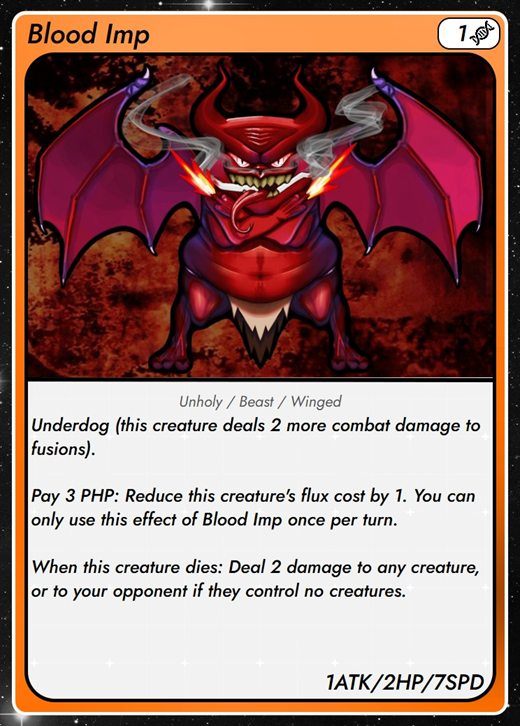 Blood Imp
1
Unholy / Beast / Winged
Underdog (this creature deals 2 more combat damage to
fusions).
Pay 3 PHP: Reduce this creature's flux cost by 1. You can
only use this effect of Blood Imp once per turn.
When this creature dies: Deal 2 damage to any creature,
or to your opponent if they control no creatures.
1ATK/2HP/7SPD